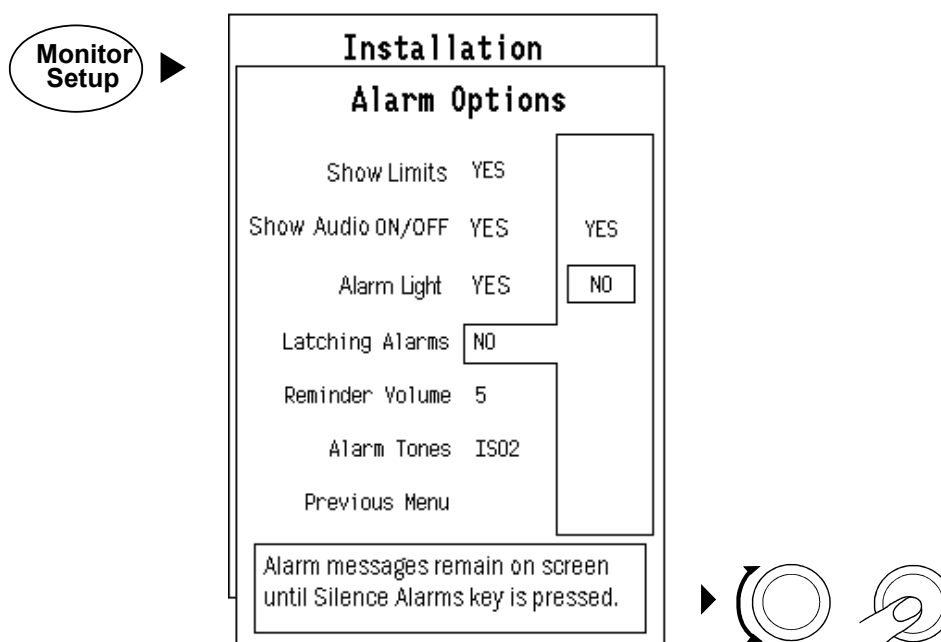 Monitor
Setup
Installation
Alarm Options
Show Limits YES
Show Audio ON/OFF YES YES
Alarm Light YES NO
Latching Alarms NO
Reminder Volume 5
Alarm Tones ISO2
Previous Menu
Alarm messages remain on screen
until Silence Alarms key is pressed.